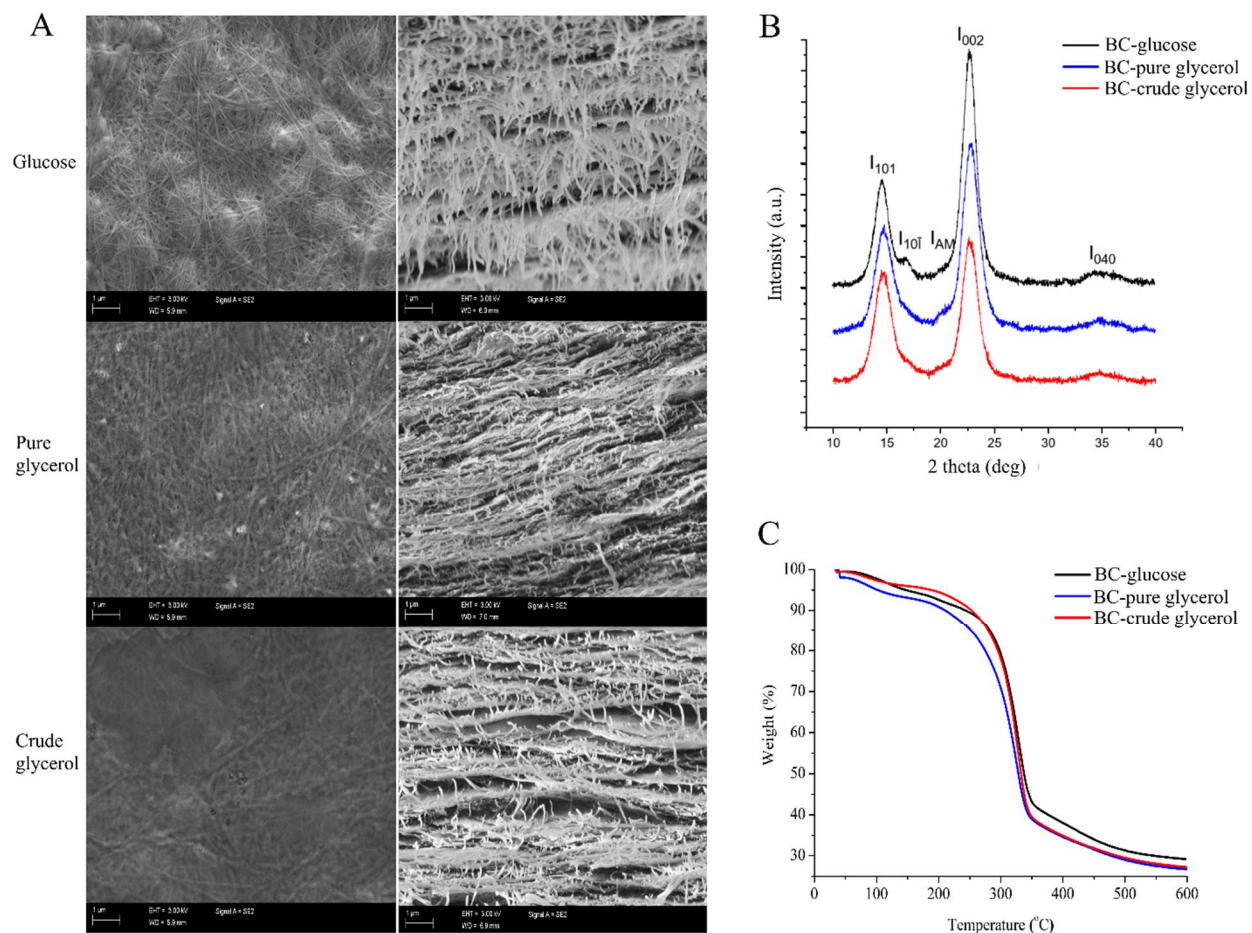 A
Glucose
1 µm
EHT = 3.00 kV
Signal A = SE2
WD = 5.9 mm
1 µm
EHT = 3.00 kV
Signal A = SE2
WD = 6.0 mm
Pure
glycerol
1 µm
EHT = 3.00 kV
Signal A = SE2
WD = 5.9 mm
1 µm
EHT = 3.00 kV
Signal A = SE2
WD = 7.0 mm
Crude
glycerol
1 µm
EHT = 3.00 kV
Signal A = SE2
WD = 5.9 mm
1 µm
EHT = 3.00 kV
Signal A = SE2
WD = 6.9 mm
B
BC-glucose
BC-pure glycerol
BC-crude glycerol
I002
I101
I101̄
IAM
I040
Intensity (a.u.)
10 15 20 25 30 35 40
2 theta (deg)
C
BC-glucose
BC-pure glycerol
BC-crude glycerol
100
90
80
70
60
50
40
30
Weight (%)
0 100 200 300 400 500 600
Temperature (°C)